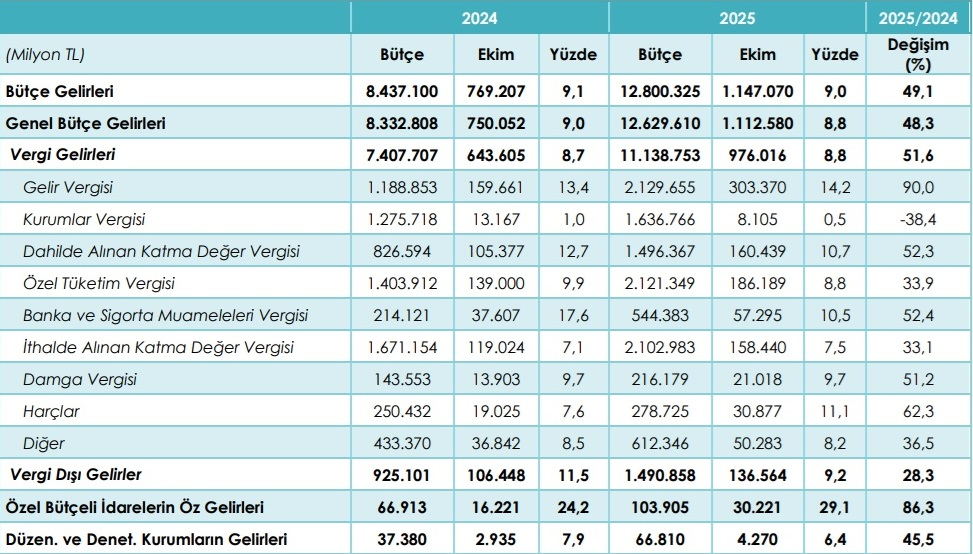 2024 2025 2025/2024
(Milyon TL) Bütçe Ekim Yüzde Bütçe Ekim Yüzde Değişim (%)
Bütçe Gelirleri 8.437.100 769.207 9,1 12.800.325 1.147.070 9,0 49,1
Genel Bütçe Gelirleri 8.332.808 750.052 9,0 12.629.610 1.112.580 8,8 48,3
Vergi Gelirleri 7.407.707 643.605 8,7 11.138.753 976.016 8,8 51,6
Gelir Vergisi 1.188.853 159.661 13,4 2.129.655 303.370 14,2 90,0
Kurumlar Vergisi 1.275.718 13.167 1,0 1.636.766 8.105 0,5 -38,4
Dahilde Alınan Katma Değer Vergisi 826.594 105.377 12,7 1.496.367 160.439 10,7 52,3
Özel Tüketim Vergisi 1.403.912 139.000 9,9 2.121.349 186.189 8,8 33,9
Banka ve Sigorta Muameleleri Vergisi 214.121 37.607 17,6 544.383 57.295 10,5 52,4
İthalde Alınan Katma Değer Vergisi 1.671.154 119.024 7,1 2.102.983 158.440 7,5 33,1
Damga Vergisi 143.553 13.903 9,7 216.179 21.018 9,7 51,2
Harçlar 250.432 19.025 7,6 278.725 30.877 11,1 62,3
Diğer 433.370 36.842 8,5 612.346 50.283 8,2 36,5
Vergi Dışı Gelirler 925.101 106.448 11,5 1.490.858 136.564 9,2 28,3
Özel Bütçeli İdarelerin Öz Gelirleri 66.913 16.221 24,2 103.905 30.221 29,1 86,3
Düzen. ve Denet. Kurumların Gelirleri 37.380 2.935 7,9 66.810 4.270 6,4 45,5